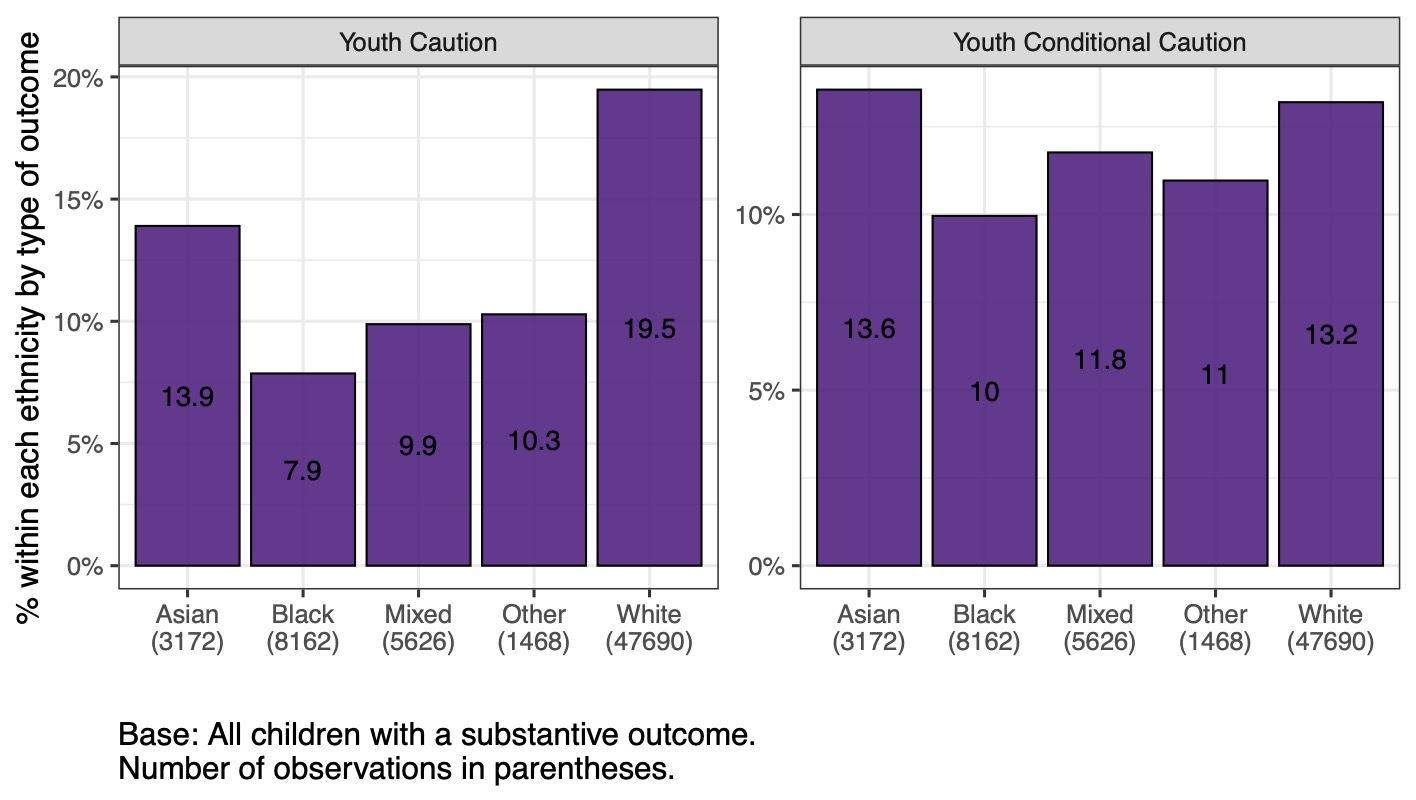 % within each ethnicity by type of outcome
Youth Caution
20%
15%
10%
5%
0%
13.9
7.9
9.9
10.3
19.5
Asian
(3172)
Black
(8162)
Mixed
(5626)
Other
(1468)
White
(47690)
Youth Conditional Caution
10%
5%
0%
13.6
10
11.8
11
13.2
Asian
(3172)
Black
(8162)
Mixed
(5626)
Other
(1468)
White
(47690)
Base: All children with a substantive outcome.
Number of observations in parentheses.